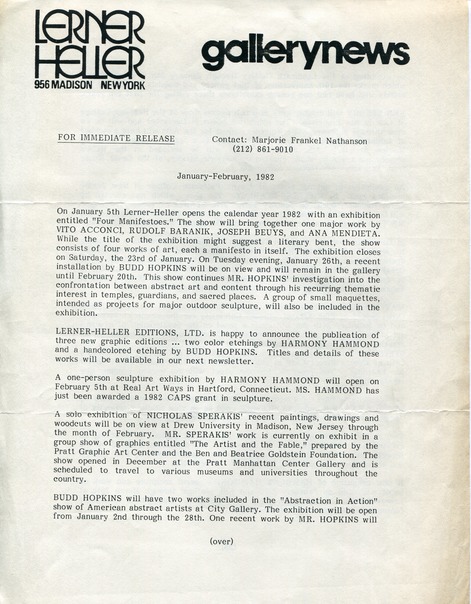 LERNER
HELLER
956 MADISON NEW YORK
gallerynews
FOR IMMEDIATE RELEASE
Contact: Marjorie Frankel Nathanson
(212) 861-9010
January-February, 1982
On January 5th Lerner-Heller opens the calendar year 1982 with an exhibition
entitled "Four Manifestoes." The show will bring together one major work by
VITO ACCONCI, RUDOLF BARANIK, JOSEPH BEUYS, and ANA MENDIETA.
While the title of the exhibition might suggest a literary bent, the show
consists of four works of art, each a manifesto in itself. The exhibition closes
on Saturday, the 23rd of January. On Tuesday evening, January 26th, a recent
installation by BUDD HOPKINS will be on view and will remain in the gallery
until February 20th. This show continues MR. HOPKINS' investigation into the
confrontation between abstract art and content through his recurring thematic
interest in temples, guardians, and sacred places. A group of small maquettes,
intended as projects for major outdoor sculpture, will also be included in the
exhibition.
LERNER-HELLER EDITIONS, LTD. is happy to announce the publication of
three new graphic editions ... two color etchings by HARMONY HAMMOND
and a handcolored etching by BUDD HOPKINS. Titles and details of these
works will be available in our next newsletter.
A one-person sculpture exhibition by HARMONY HAMMOND will open on
February 5th at Real Art Ways in Hartford, Connecticut. MS. HAMMOND has
just been awarded a 1982 CAPS grant in sculpture.
A solo exhibition of NICHOLAS SPERAKIS' recent paintings, drawings and
woodcuts will be on view at Drew University in Madison, New Jersey through
the month of February. MR. SPERAKIS' work is currently on exhibit in a
group show of graphics entitled "The Artist and the Fable," prepared by the
Pratt Graphic Art Center and the Ben and Beatrice Goldstein Foundation. The
show opened in December at the Pratt Manhattan Center Gallery and is
scheduled to travel to various museums and universities throughout the
country.
BUDD HOPKINS will have two works included in the "Abstraction in Action"
show of American abstract artists at City Gallery. The exhibition will be open
from January 2nd through the 28th. One recent work by MR. HOPKINS will
(over)